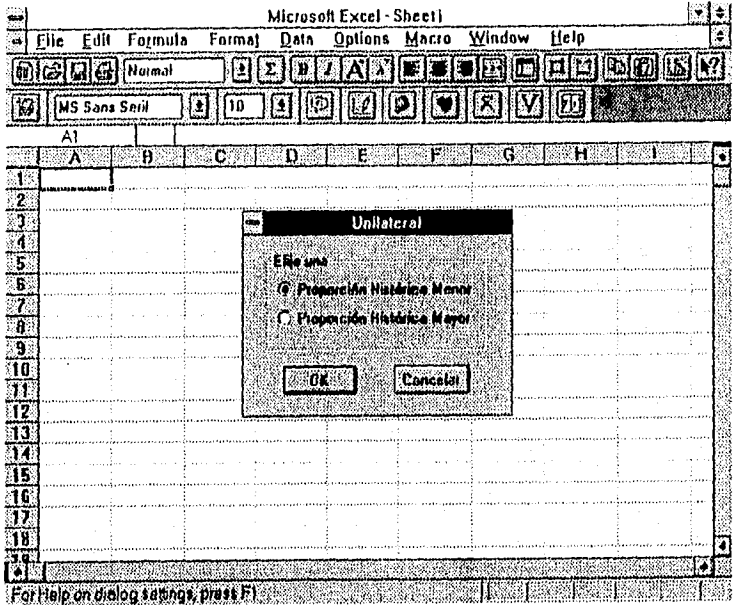 Microsoft Excel - Sheet1
File Edit Formula Format Data Options Macro Window Help
Normal Σ B I A A
MS Sans Serif 10
A1
A B C D E F G H I
1
2
3
4
5
6
7
8
9
10
11
12
13
14
15
16
17
18
19
Unilateral
Elije una
Proporción Histórica Menor
Proporción Histórica Mayor
OK Cancelar
For Help on dialog settings, press F1